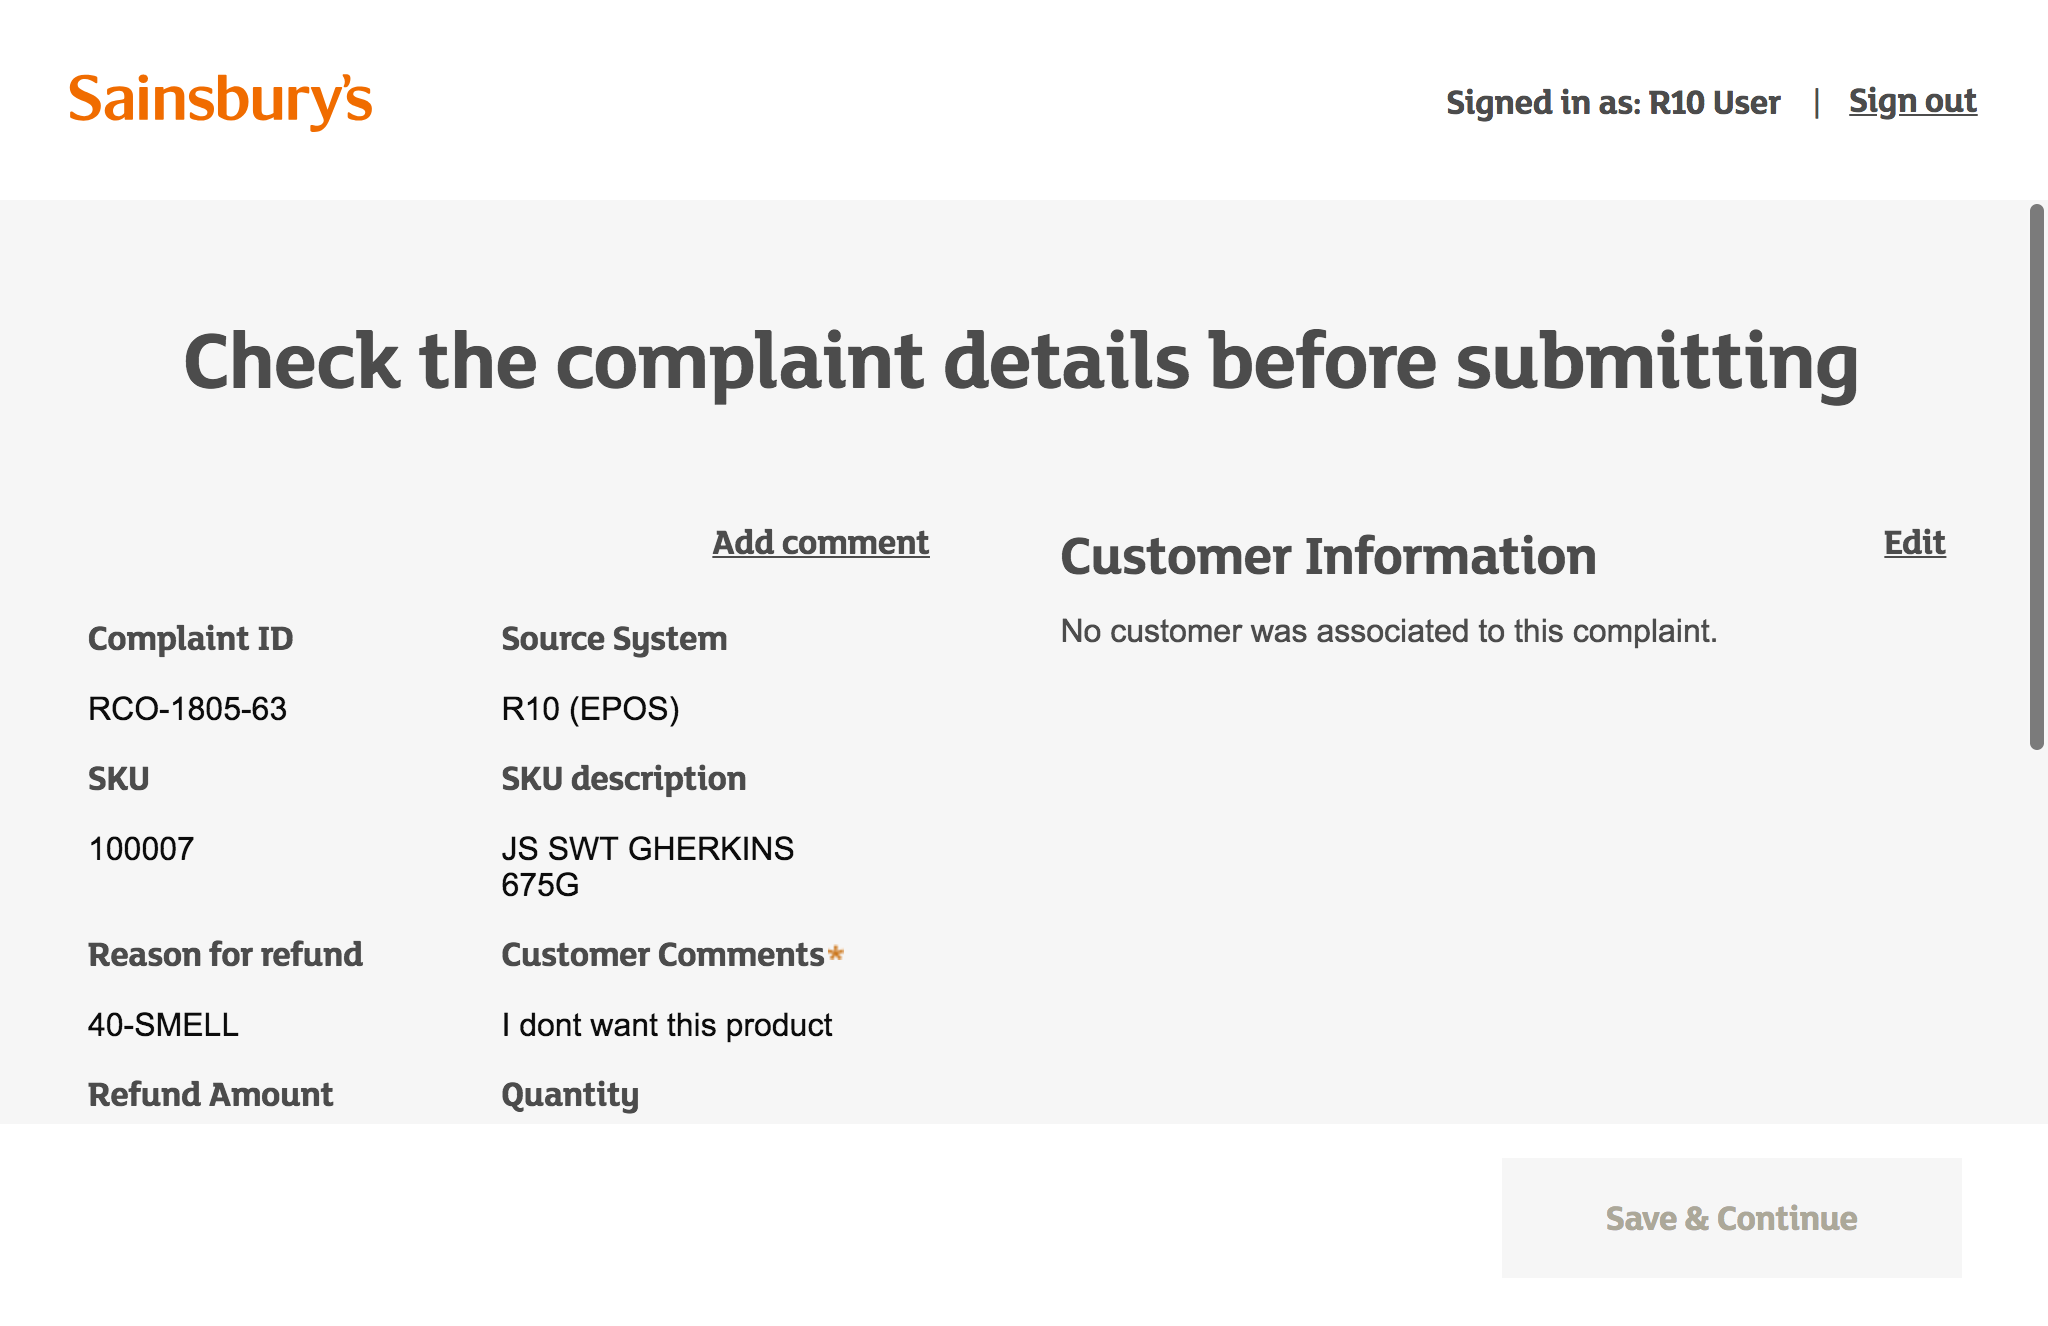 Sainsbury's
Signed in as: R10 User | Sign out
Check the complaint details before submitting
Add comment
Complaint ID Source System
RCO-1805-63 R10 (EPOS)
SKU SKU description
100007 JS SWT GHERKINS
675G
Reason for refund Customer Comments*
40-SMELL I dont want this product
Refund Amount Quantity
Customer Information Edit
No customer was associated to this complaint.
Save & Continue